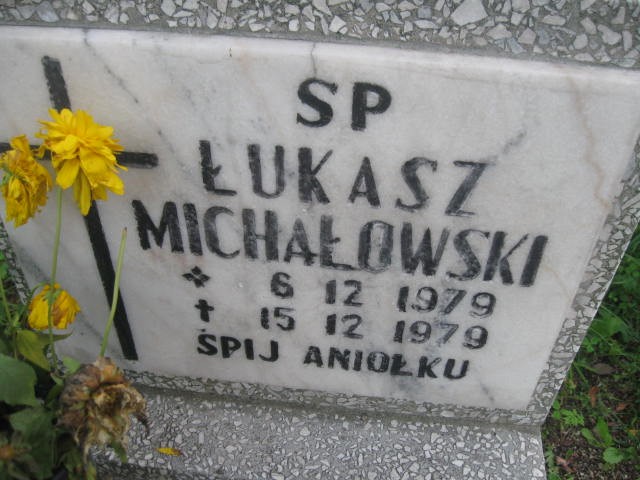 SP
ŁUKASZ
MICHAŁOWSKI
6 12 1979
✝ 15 12 1979
ŚPIJ ANIOŁKU